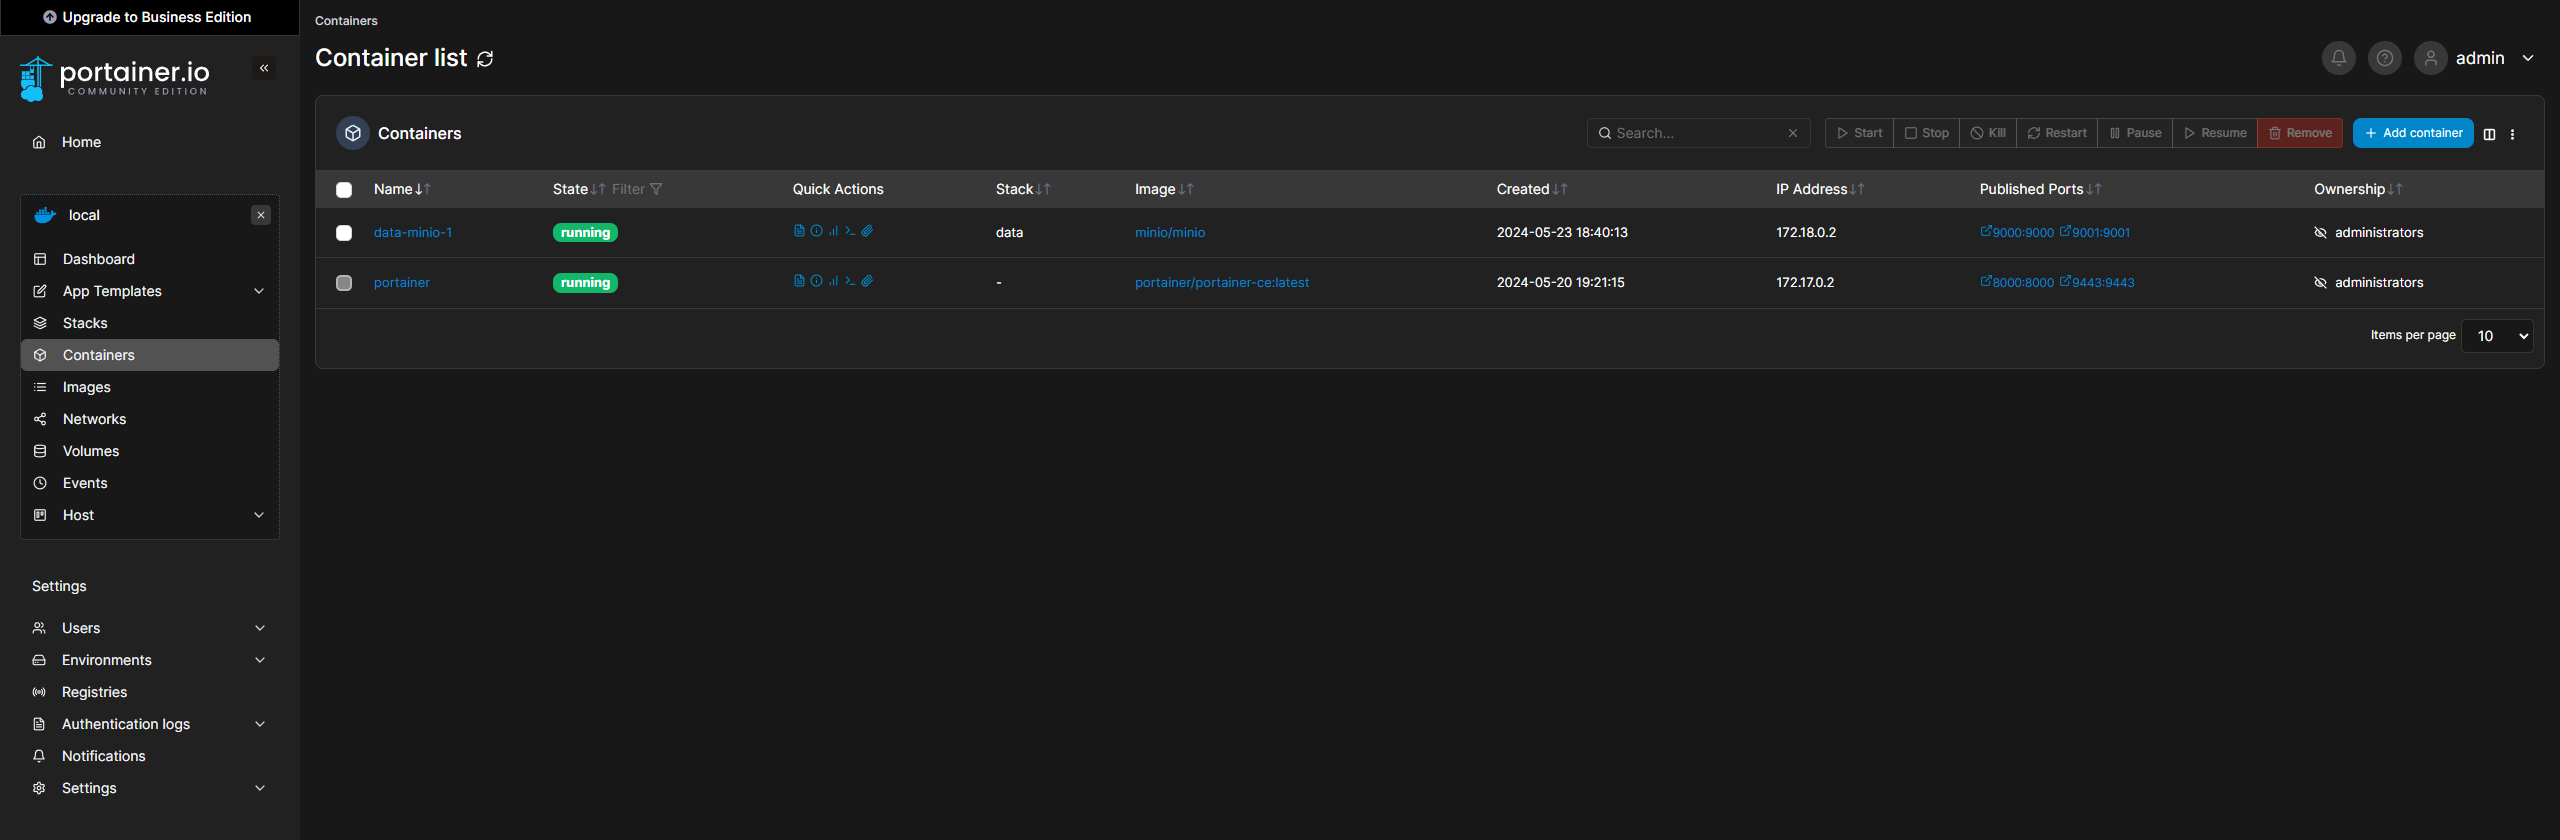 Upgrade to Business Edition
portainer.io
COMMUNITY EDITION
Home
local
Dashboard
App Templates
Stacks
Containers
Images
Networks
Volumes
Events
Host
Settings
Users
Environments
Registries
Authentication logs
Notifications
Settings
Containers
Container list
admin
Containers
Search...
Start Stop Kill Restart Pause Resume Remove Add container
Name State Filter Quick Actions Stack Image Created IP Address Published Ports Ownership
data-minio-1 running data minio/minio 2024-05-23 18:40:13 172.18.0.2 9000:9000 9001:9001 administrators
portainer running - portainer/portainer-ce:latest 2024-05-20 19:21:15 172.17.0.2 8000:8000 9443:9443 administrators
Items per page 10